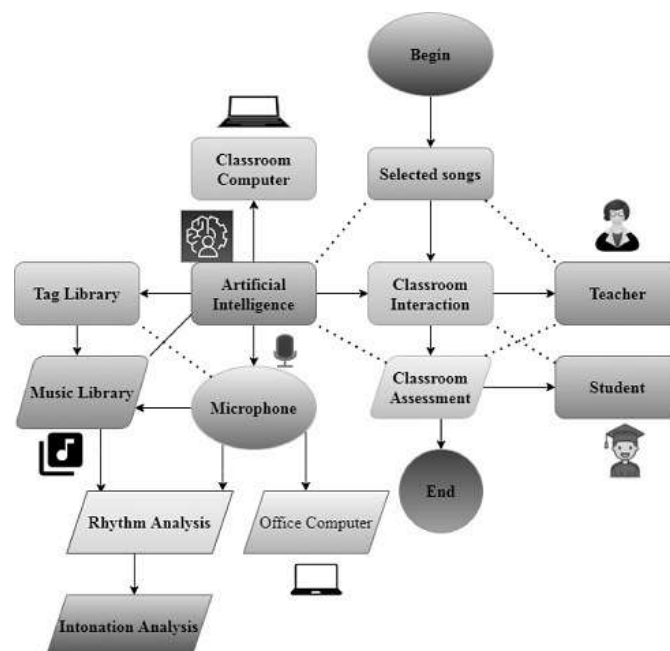 Begin
Classroom
Computer
Selected songs
Tag Library
Artificial
Intelligence
Classroom
Interaction
Teacher
Music Library
Microphone
Classroom
Assessment
Student
End
Rhythm Analysis
Office Computer
Intonation Analysis